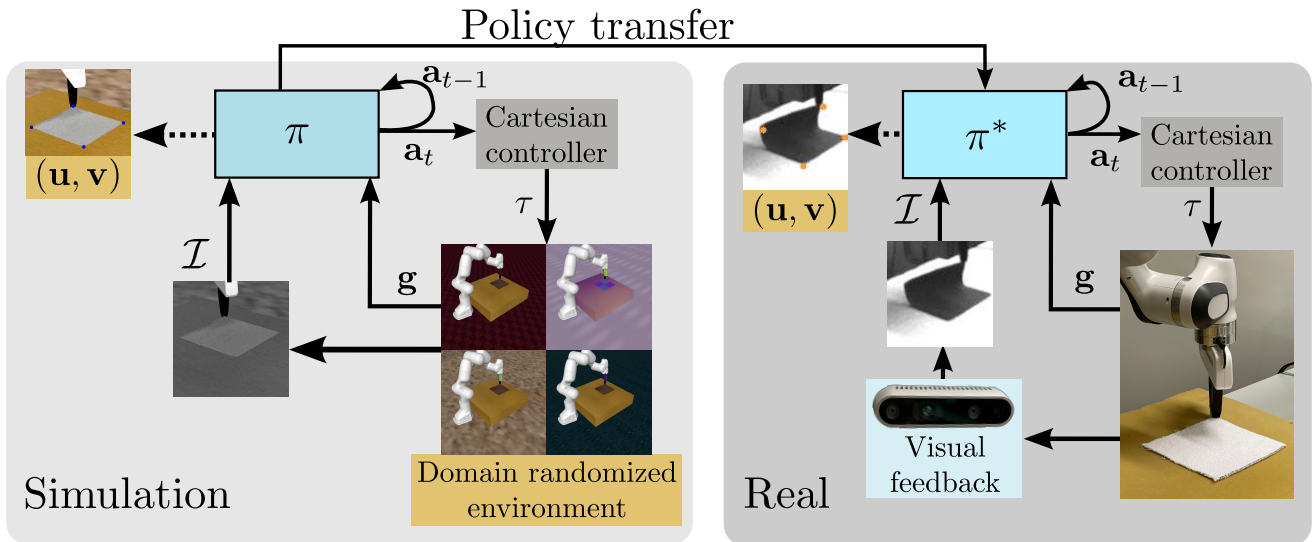 Policy transfer
π
a_{t−1}
a_t
Cartesian
controller
τ
(u, v)
I
g
Domain randomized
environment
Simulation
π*
a_{t−1}
a_t
Cartesian
controller
τ
(u, v)
I
g
Visual
feedback
Real